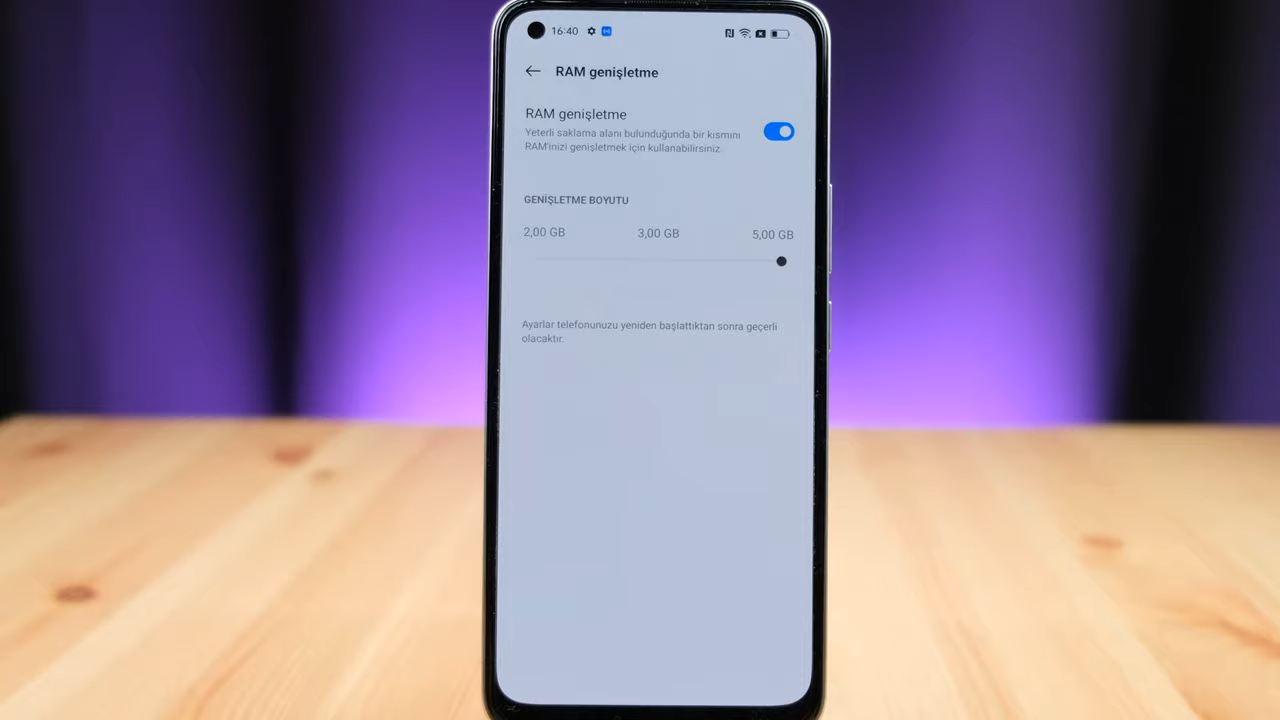 16:40
RAM genişletme
RAM genişletme
Yeterli saklama alanı bulunduğunda bir kısmını
RAM'inizi genişletmek için kullanabilirsiniz.
GENİŞLETME BOYUTU
2,00 GB 3,00 GB 5,00 GB
Ayarlar telefonunuzu yeniden başlattıktan sonra geçerli
olacaktır.